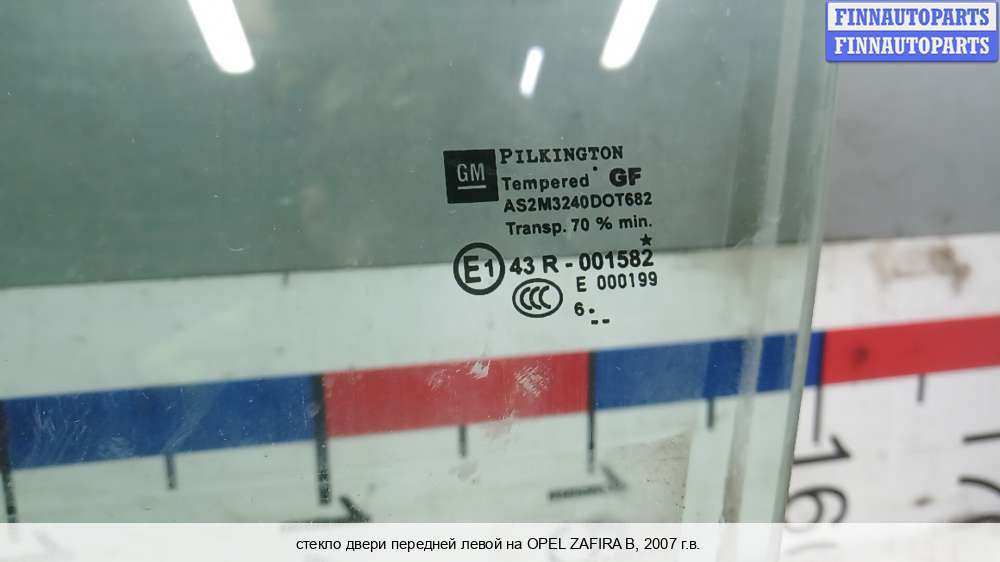 FINNAUTOPARTS
FINNAUTOPARTS
GM
PILKINGTON
Tempered GF
AS2M3240DOT682
Transp. 70 % min.
E1 43 R - 001582
CCC E 000199
6
16
стекло двери передней левой на OPEL ZAFIRA B, 2007 г.в.